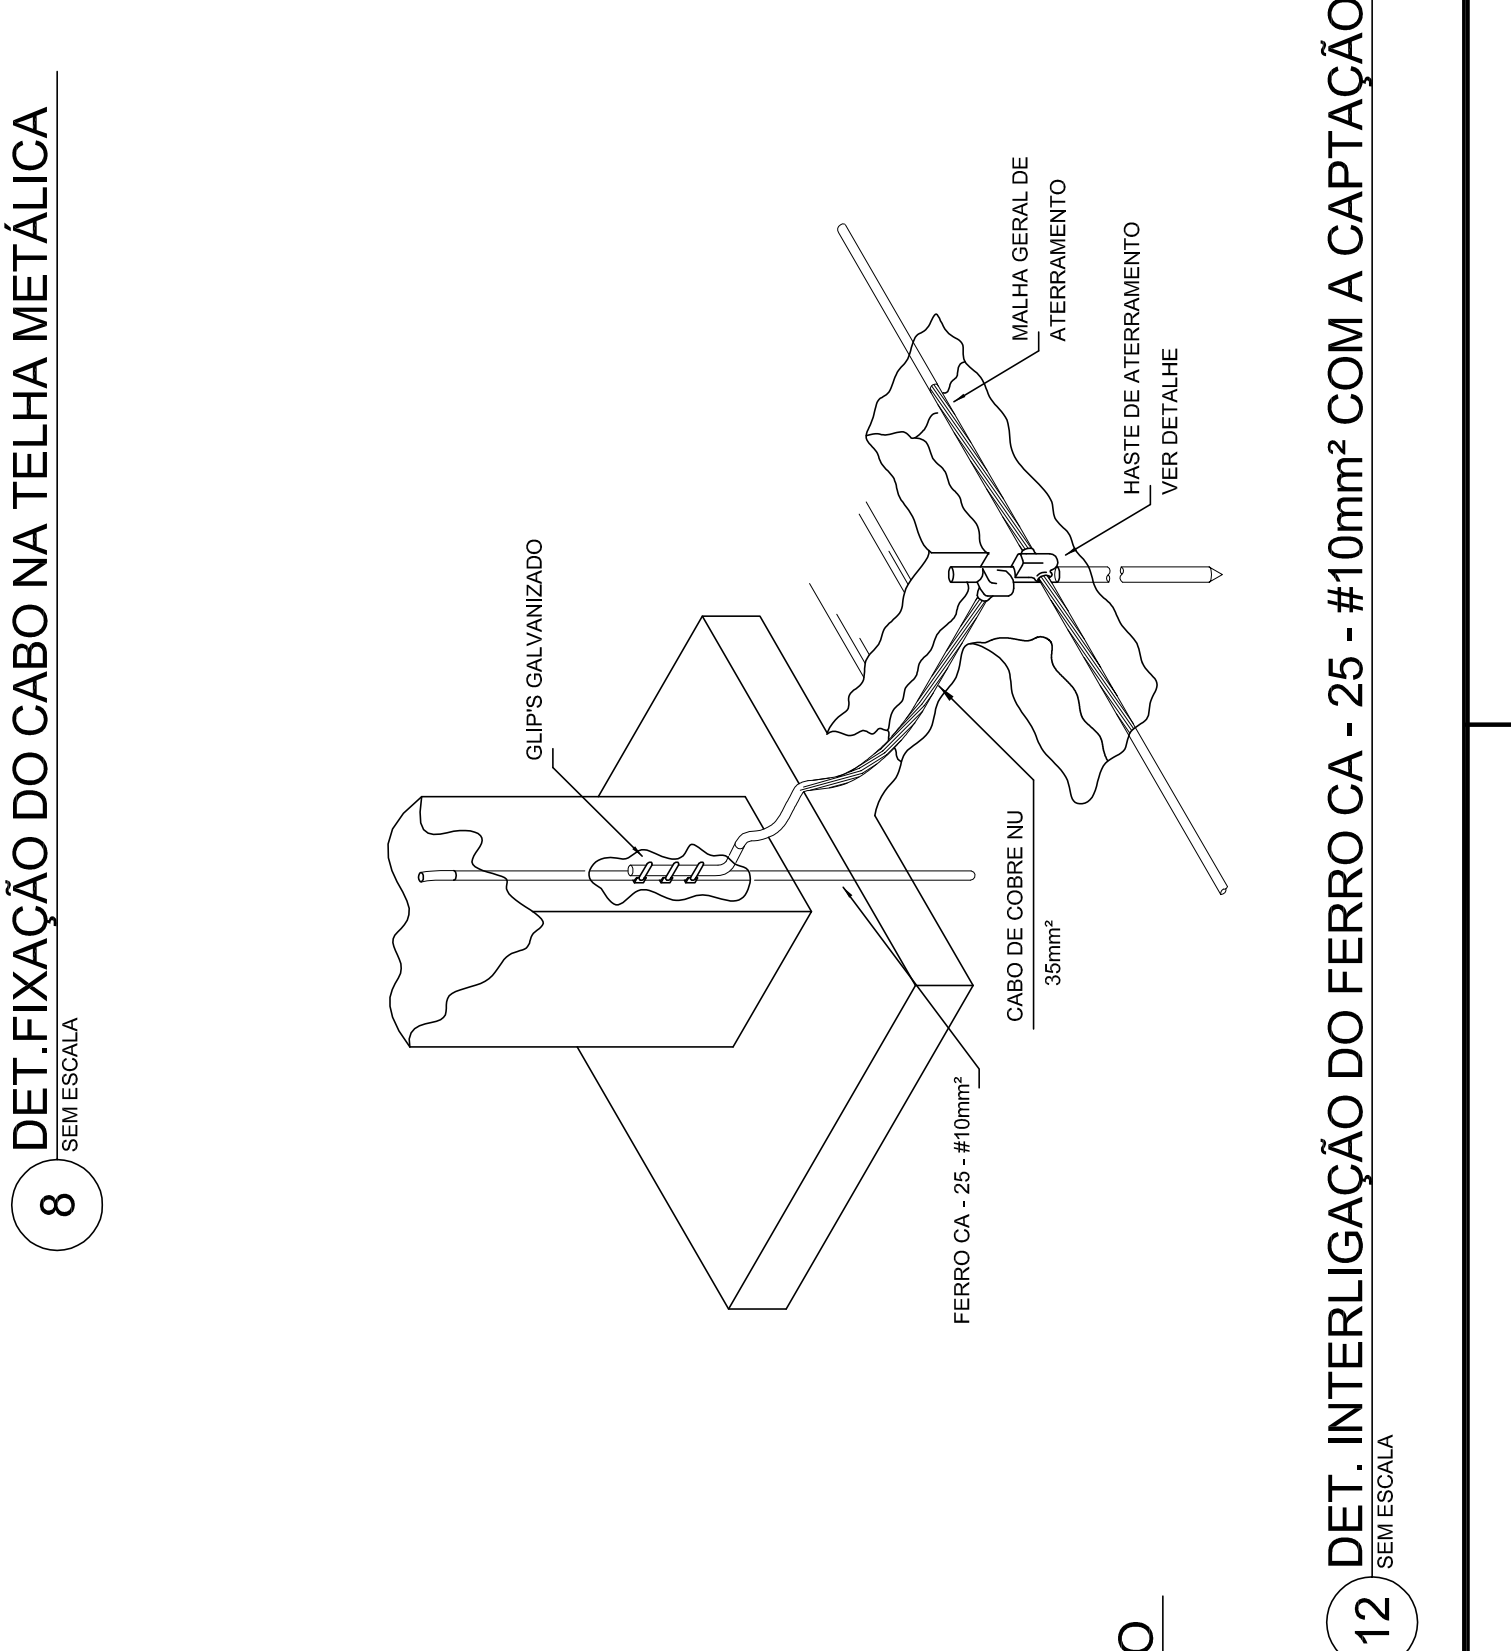 8
DET.FIXAÇÃO DO CABO NA TELHA METÁLICA
SEM ESCALA
GLIP'S GALVANIZADO
MALHA GERAL DE
ATERRAMENTO
HASTE DE ATERRAMENTO
VER DETALHE
CABO DE COBRE NU
35mm²
FERRO CA - 25 - #10mm²
O
12
DET. INTERLIGAÇÃO DO FERRO CA - 25 - #10mm² COM A CAPTAÇÃO
SEM ESCALA